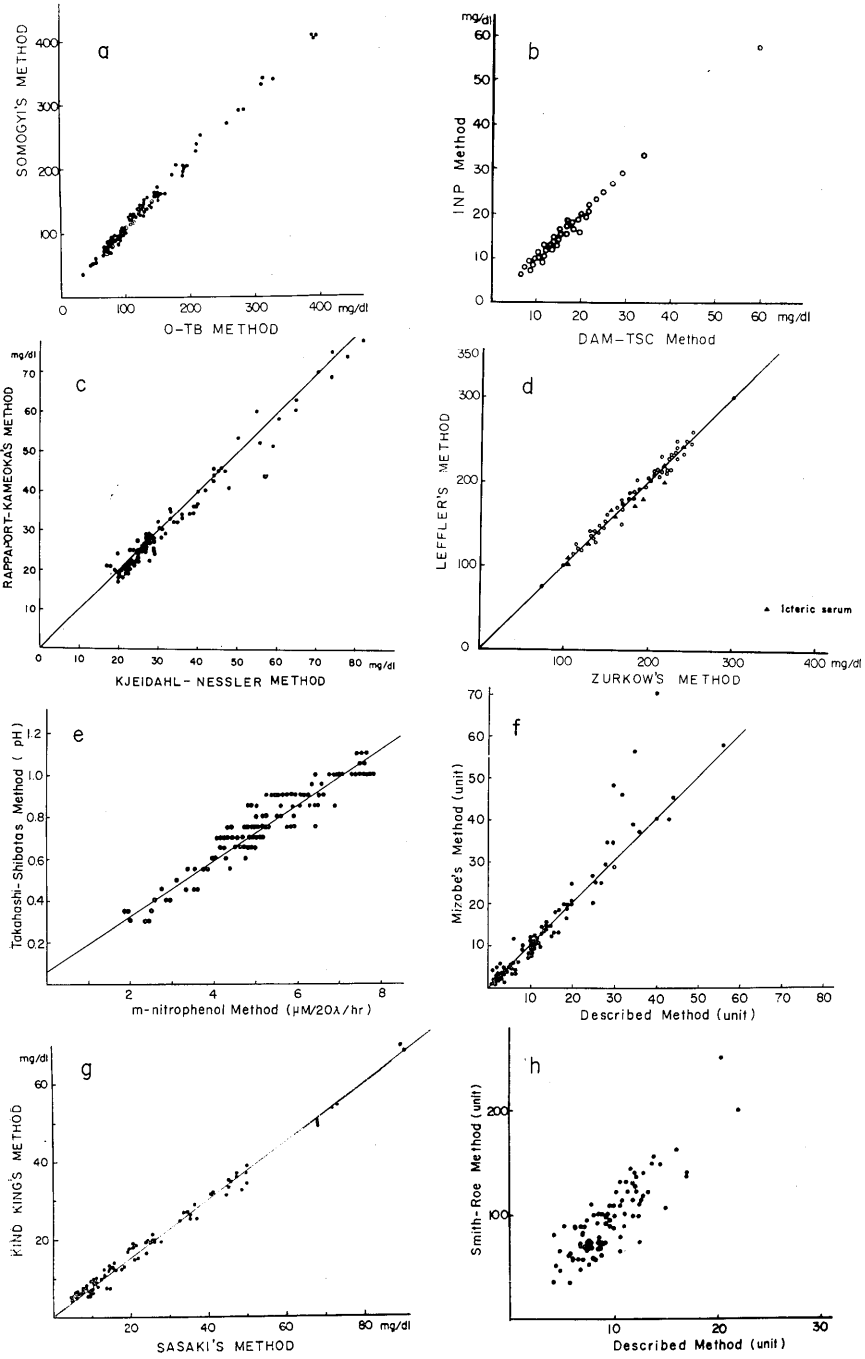 a
SOMOGYI'S METHOD
400
300
200
100
0
100
200
300
400 mg/dl
O-TB METHOD
b
mg/dl
INP Method
60
50
40
30
20
10
0
10
20
30
40
50
60
mg/dl
DAM-TSC Method
c
mg/dl
RAPPAPORT-KAMEOKA'S METHOD
70
60
50
40
30
20
10
0
10
20
30
40
50
60
70
80
mg/dl
KJEIDAHL-NESSLER METHOD
d
LEFFLER'S METHOD
350
300
200
100
0
100
200
300
400 mg/dl
▲ Icteric serum
ZURKOW'S METHOD
e
Takahashi-Shibata's Method ( pH)
1.2
1.0
0.8
0.6
0.4
0.2
2
4
6
8
m-nitrophenol Method (μM/20λ/hr)
f
Mizobe's Method (unit)
70
60
50
40
30
20
10
0
10
20
30
40
50
60
70
80
Described Method (unit)
g
mg/dl
KIND KING'S METHOD
60
40
20
0
20
40
60
80 mg/dl
SASAKI'S METHOD
h
Smith-Roe Method (unit)
200
100
10
20
30
Described Method (unit)